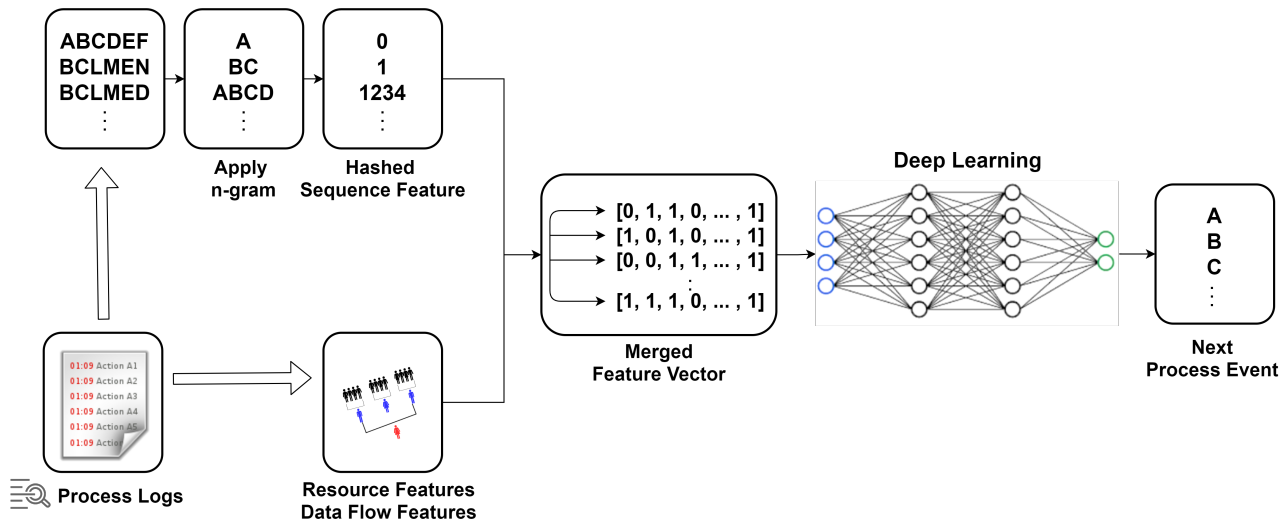 ABCDEF
BCLMEN
BCLMED
A
BC
ABCD
Apply
n-gram
0
1
1234
Hashed
Sequence Feature
01:09 Action A1
01:09 Action A2
01:09 Action A3
01:09 Action A4
01:09 Action A5
01:09 Action
Process Logs
Resource Features
Data Flow Features
[0, 1, 1, 0, ... , 1]
[1, 0, 1, 0, ... , 1]
[0, 0, 1, 1, ... , 1]
[1, 1, 1, 0, ... , 1]
Merged
Feature Vector
Deep Learning
A
B
C
Next
Process Event